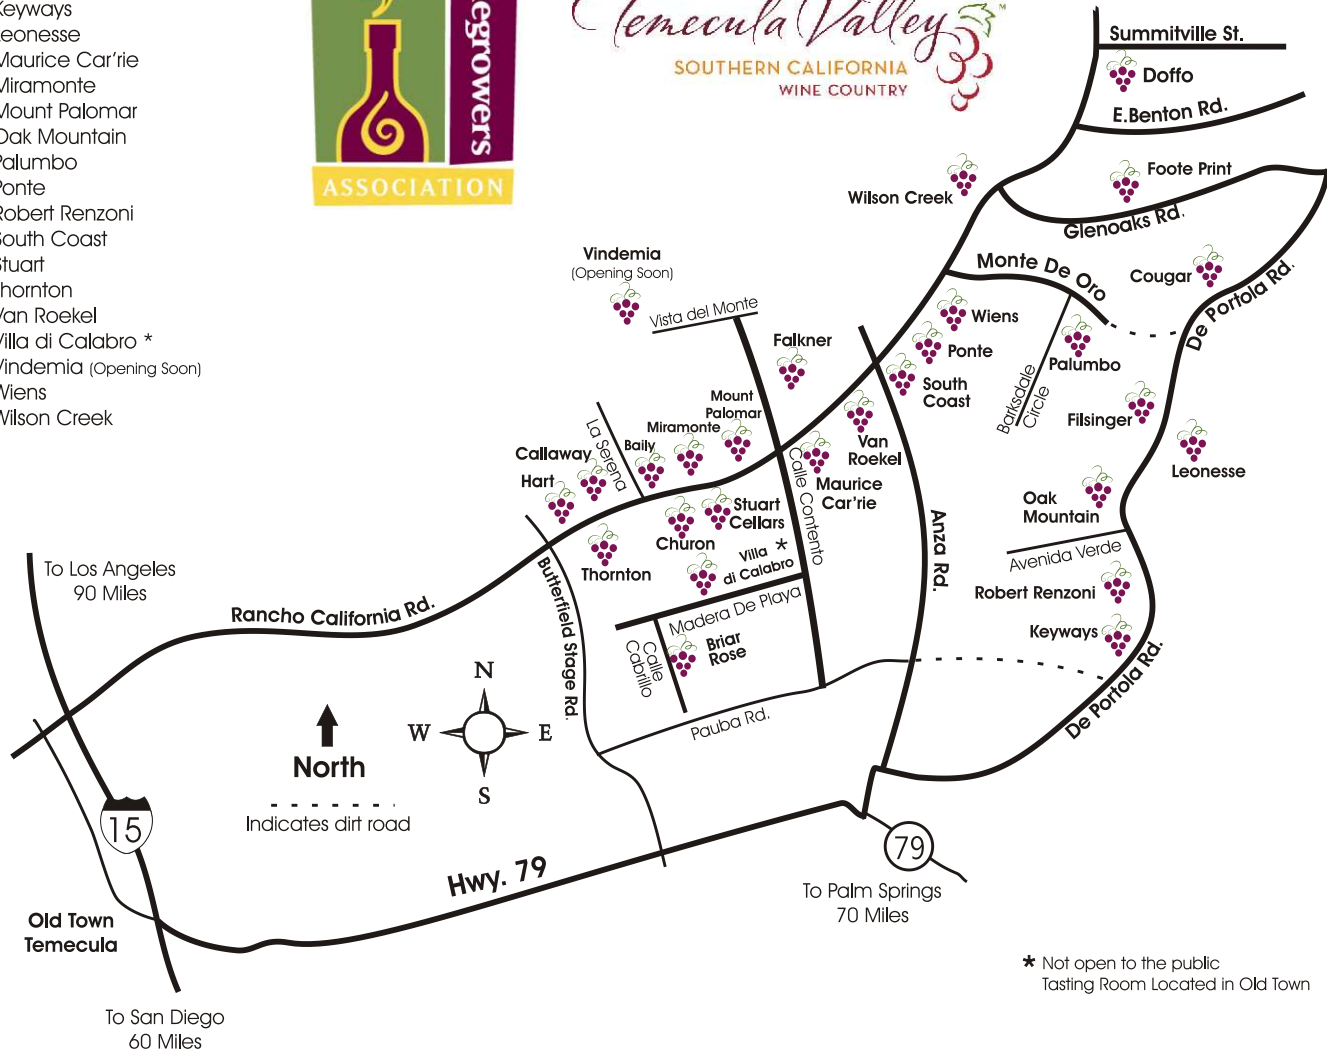 Keyways
Leonesse
Maurice Car'rie
Miramonte
Mount Palomar
Oak Mountain
Palumbo
Ponte
Robert Renzoni
South Coast
Stuart
Thornton
Van Roekel
Villa di Calabro *
Vindemia (Opening Soon)
Wiens
Wilson Creek
egrowers
ASSOCIATION
Temecula Valley
SOUTHERN CALIFORNIA
WINE COUNTRY
Summitville St.
Doffo
E.Benton Rd.
Foote Print
Wilson Creek
Glenoaks Rd.
Vindemia
(Opening Soon)
Monte De Oro
Cougar
De Portola Rd.
Vista del Monte
Wiens
Falkner
Ponte
Palumbo
South
Coast
Barksdale
Circle
Mount
Palomar
Miramonte
Filsinger
La Serena
Baily
Callaway
Van
Roekel
Leonesse
Hart
Calle Contento
Maurice
Car'rie
Stuart
Cellars
Oak
Mountain
Churon
Anza Rd.
Villa *
di Calabro
Avenida Verde
Thornton
To Los Angeles
90 Miles
Butterfield Stage Rd.
Robert Renzoni
Rancho California Rd.
Madera De Playa
Keyways
Calle
Cabrillo
Briar
Rose
De Portola Rd.
N
W
E
S
Pauba Rd.
North
Indicates dirt road
15
79
Hwy. 79
To Palm Springs
70 Miles
Old Town
Temecula
* Not open to the public
Tasting Room Located in Old Town
To San Diego
60 Miles